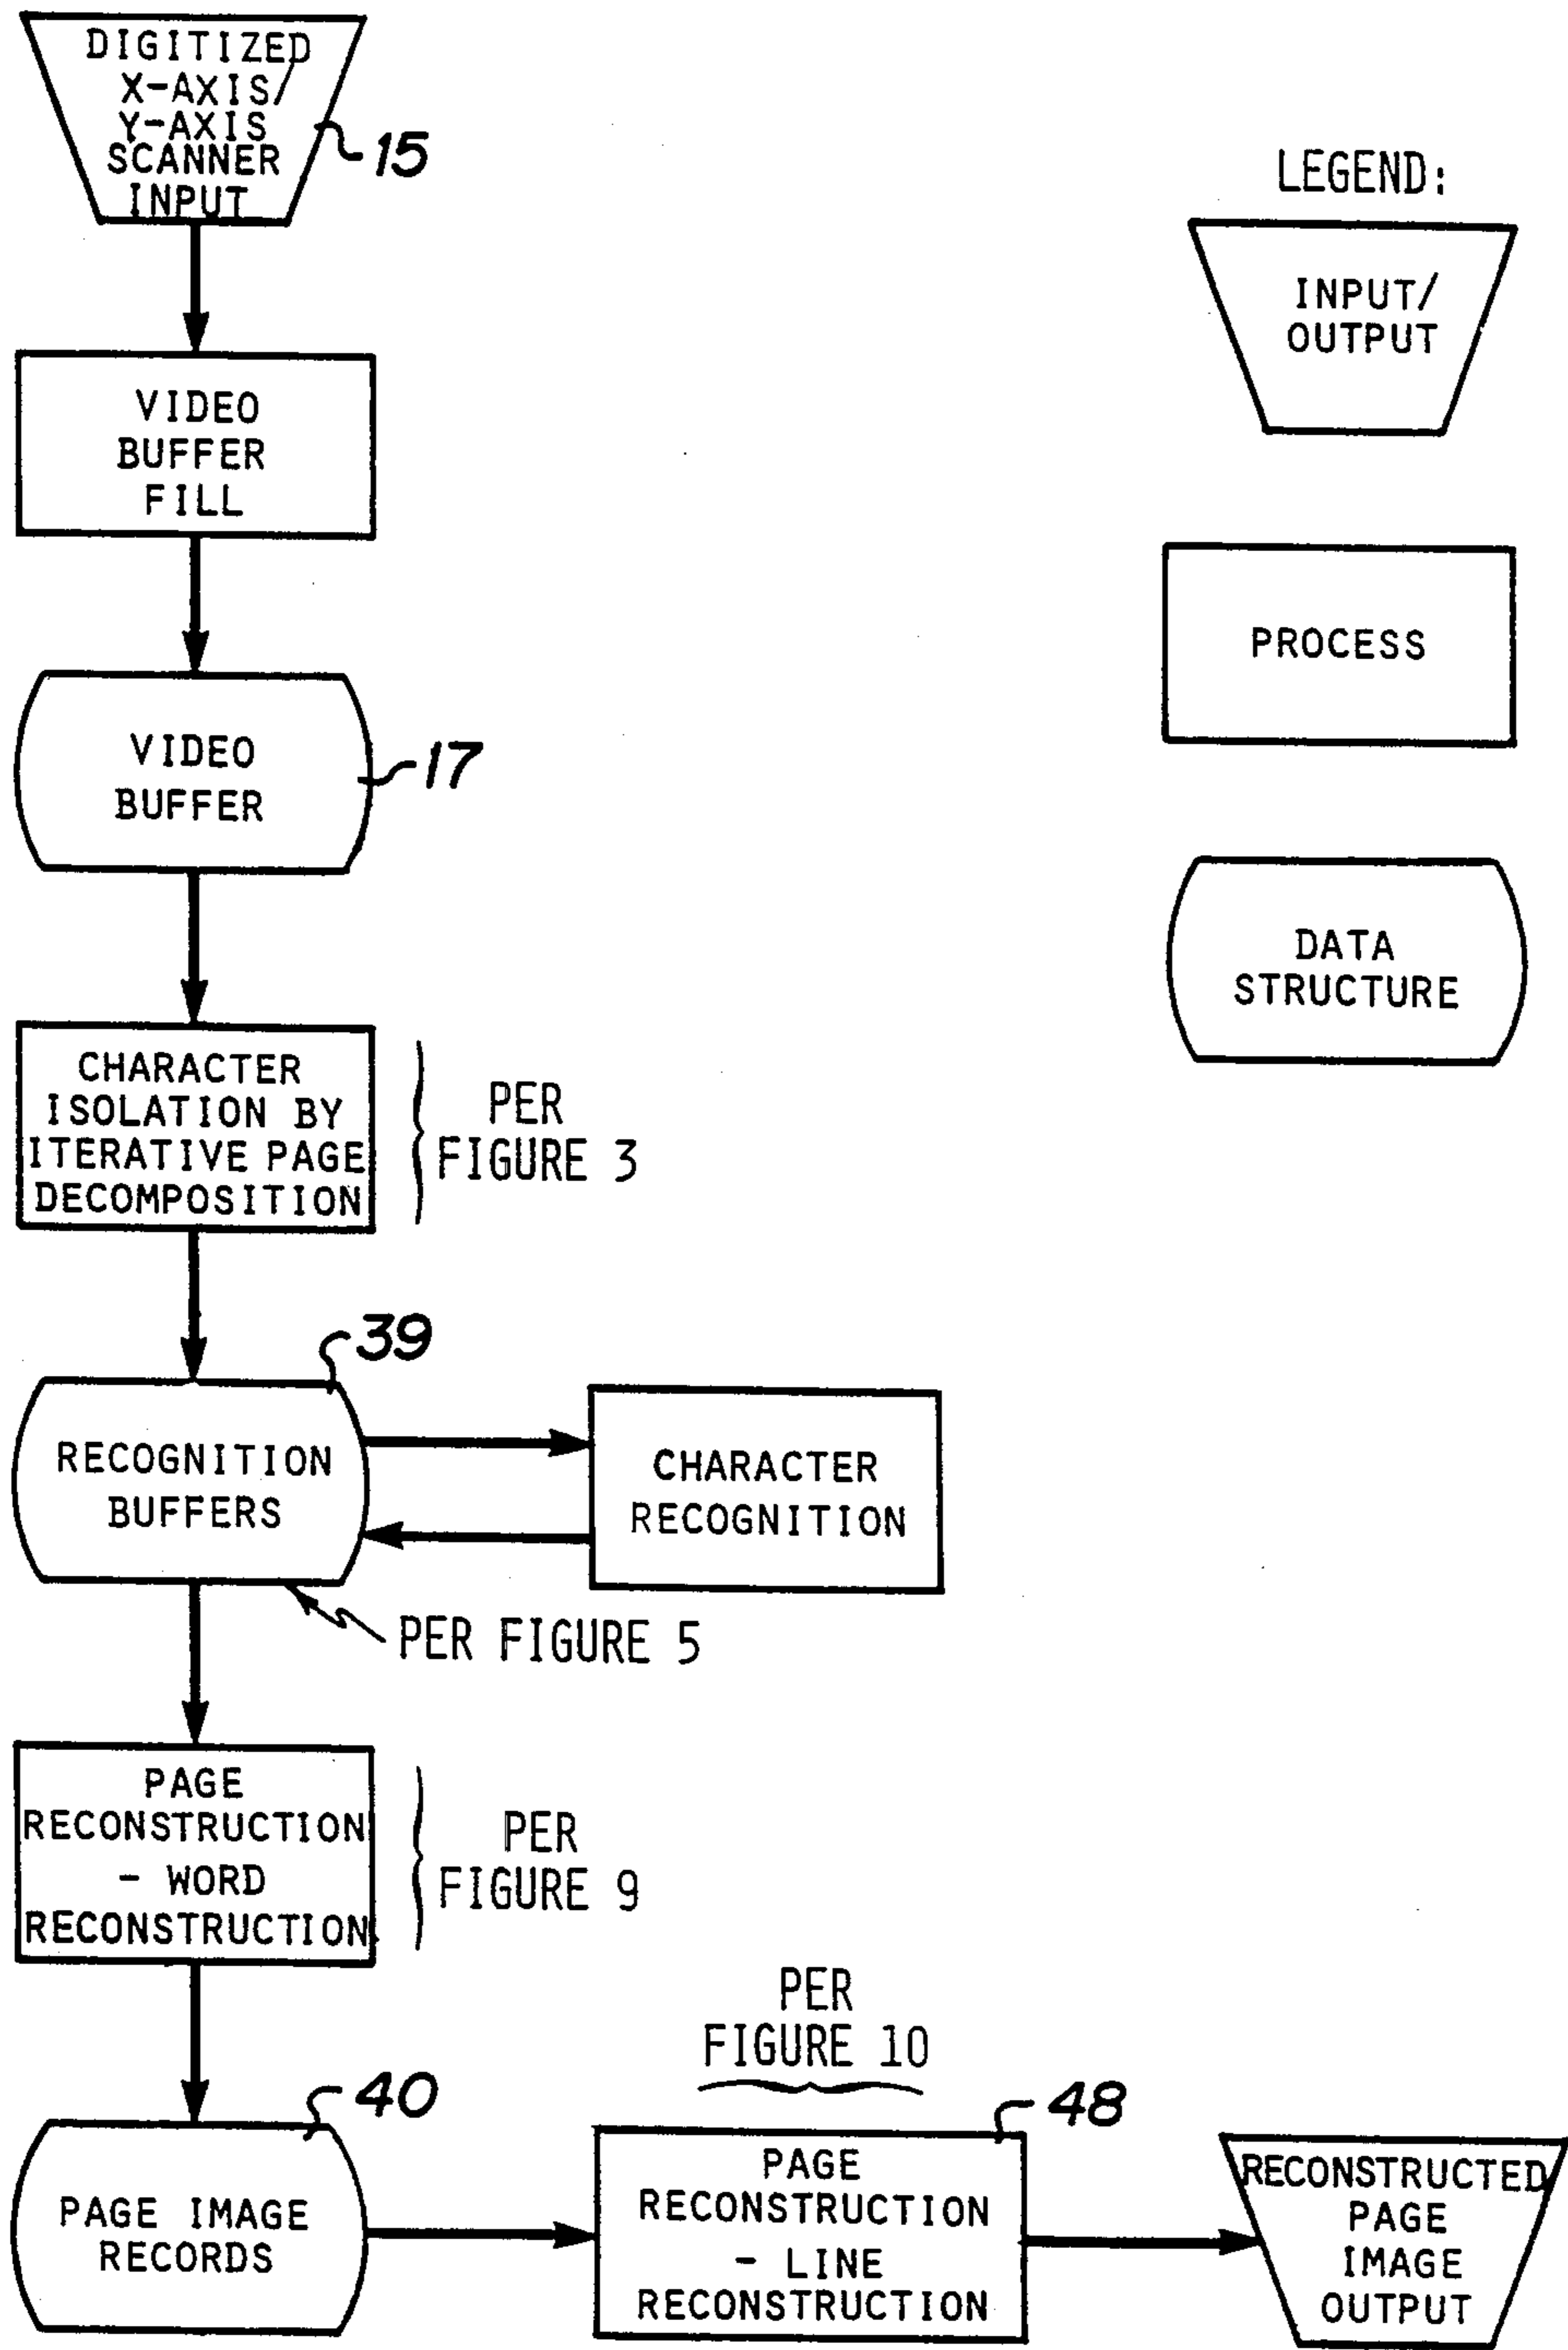 DIGITIZED
X-AXIS/
Y-AXIS
SCANNER
INPUT
15
VIDEO
BUFFER
FILL
VIDEO
BUFFER
17
CHARACTER
ISOLATION BY
ITERATIVE PAGE
DECOMPOSITION
PER
FIGURE 3
39
RECOGNITION
BUFFERS
CHARACTER
RECOGNITION
PER FIGURE 5
PAGE
RECONSTRUCTION
- WORD
RECONSTRUCTION
PER
FIGURE 9
40
PAGE IMAGE
RECORDS
PER
FIGURE 10
48
PAGE
RECONSTRUCTION
- LINE
RECONSTRUCTION
RECONSTRUCTED
PAGE
IMAGE
OUTPUT
LEGEND:
INPUT/
OUTPUT
PROCESS
DATA
STRUCTURE